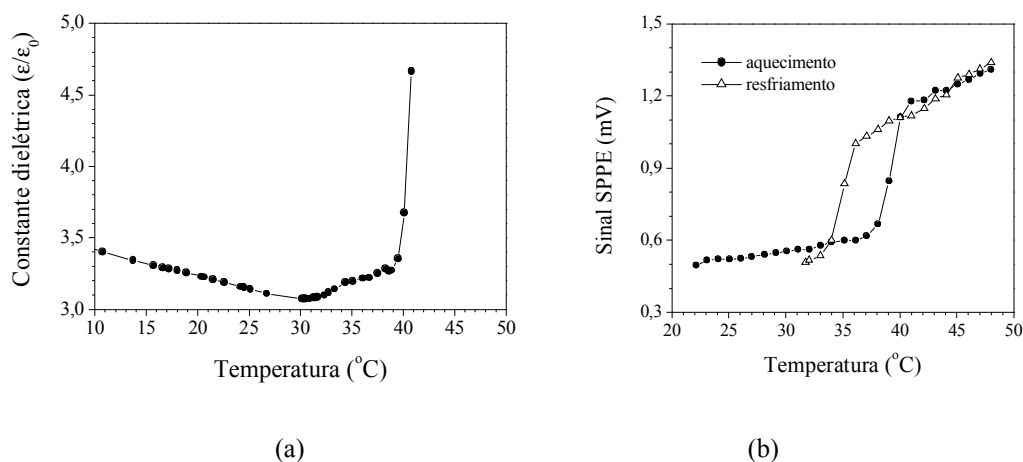 5,0
4,5
4,0
3,5
3,0
Constante dielétrica (ε/ε₀)
10 15 20 25 30 35 40 45 50
Temperatura (°C)
(a)
1,5
1,2
0,9
0,6
0,3
Sinal SPPE (mV)
aquecimento
resfriamento
20 25 30 35 40 45 50
Temperatura (°C)
(b)